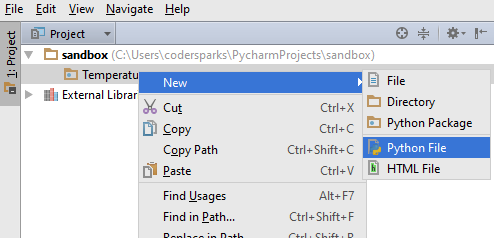 File Edit View Navigate Help
1: Project
Project
sandbox (C:\Users\codersparks\PycharmProjects\sandbox)
Temperatu
External Librar
New
Cut Ctrl+X
Copy Ctrl+C
Copy Path Ctrl+Shift+C
Paste Ctrl+V
Find Usages Alt+F7
Find in Path... Ctrl+Shift+F
Replace in Path Ctrl+Shift+R
File
Directory
Python Package
Python File
HTML File